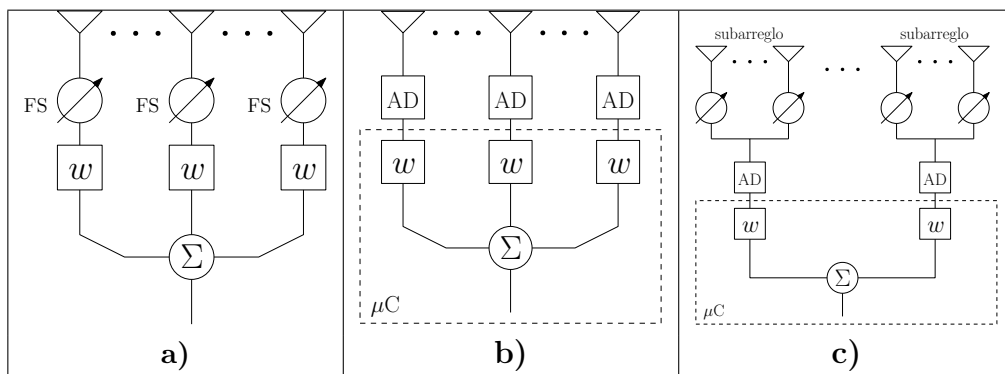 FS FS FS
w w w
Σ
a)
AD AD AD
w w w
Σ
μC
b)
subarreglo subarreglo
AD AD
w w
Σ
μC
c)